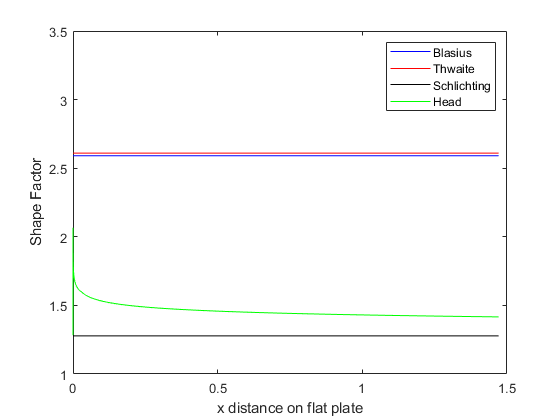 3.5
3
2.5
2
1.5
1
0
0.5
1
1.5
Shape Factor
x distance on flat plate
Blasius
Thwaite
Schlichting
Head